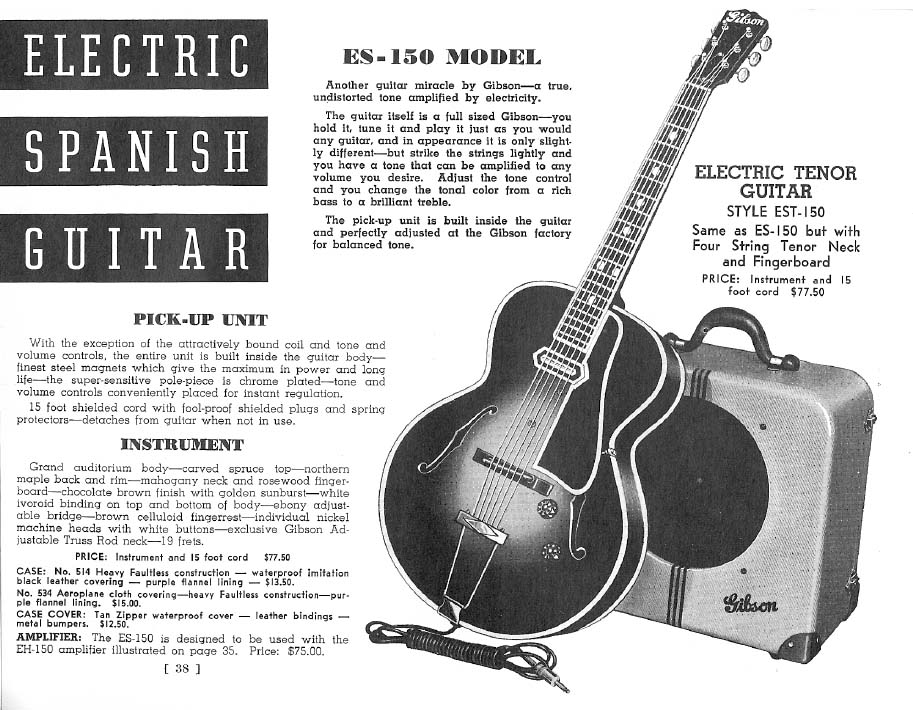 ELECTRIC
SPANISH
GUITAR
ES-150 MODEL
Another guitar miracle by Gibson—a true,
undistorted tone amplified by electricity.
The guitar itself is a full sized Gibson—you
hold it, tune it and play it just as you would
any guitar, and in appearance it is only slight-
ly different—but strike the strings lightly and
you have a tone that can be amplified to any
volume you desire. Adjust the tone control
and you change the tonal color from a rich
bass to a brilliant treble.
The pick-up unit is built inside the guitar
and perfectly adjusted at the Gibson factory
for balanced tone.
Gibson
ELECTRIC TENOR
GUITAR
STYLE EST-150
Same as ES-150 but with
Four String Tenor Neck
and Fingerboard
PRICE: Instrument and 15
foot cord $77.50
PICK-UP UNIT
With the exception of the attractively bound coil and tone and
volume controls, the entire unit is built inside the guitar body—
finest steel magnets which give the maximum in power and long
life—the super-sensitive pole-piece is chrome plated—tone and
volume controls conveniently placed for instant regulation.
15 foot shielded cord with fool-proof shielded plugs and spring
protectors—detaches from guitar when not in use.
INSTRUMENT
Grand auditorium body—carved spruce top—northern
maple back and rim—mahogany neck and rosewood finger-
board—chocolate brown finish with golden sunburst—white
ivoroid binding on top and bottom of body—ebony adjust-
able bridge—brown celluloid fingerrest—individual nickel
machine heads with white buttons—exclusive Gibson Ad-
justable Truss Rod neck—19 frets.
PRICE: Instrument and 15 foot cord $77.50
CASE: No. 514 Heavy Faultless construction — waterproof imitation
black leather covering — purple flannel lining — $13.50.
No. 534 Aeroplane cloth covering—heavy Faultless construction—pur-
ple flannel lining. $15.00.
CASE COVER: Tan Zipper waterproof cover — leather bindings —
metal bumpers. $12.50.
AMPLIFIER: The ES-150 is designed to be used with the
EH-150 amplifier illustrated on page 35. Price: $75.00.
[ 38 ]
Gibson